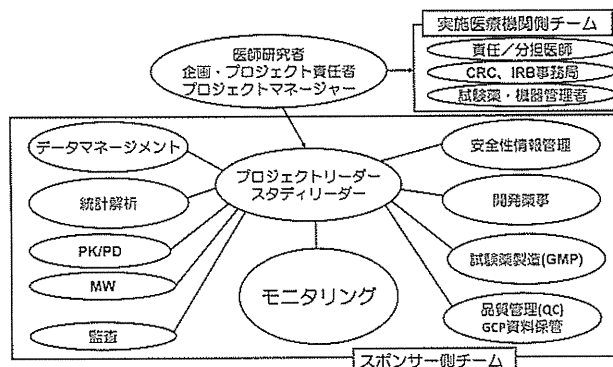 実施医療機関側チーム
責任／分担医師
CRC、IRB事務局
試験薬・機器管理者
医師研究者
企画・プロジェクト責任者
プロジェクトマネージャー
データマネージメント
統計解析
PK/PD
MW
監査
プロジェクトリーダー
スタディリーダー
モニタリング
安全性情報管理
開発薬事
試験薬製造(GMP)
品質管理(QC)
GCP資料保管
スポンサー側チーム